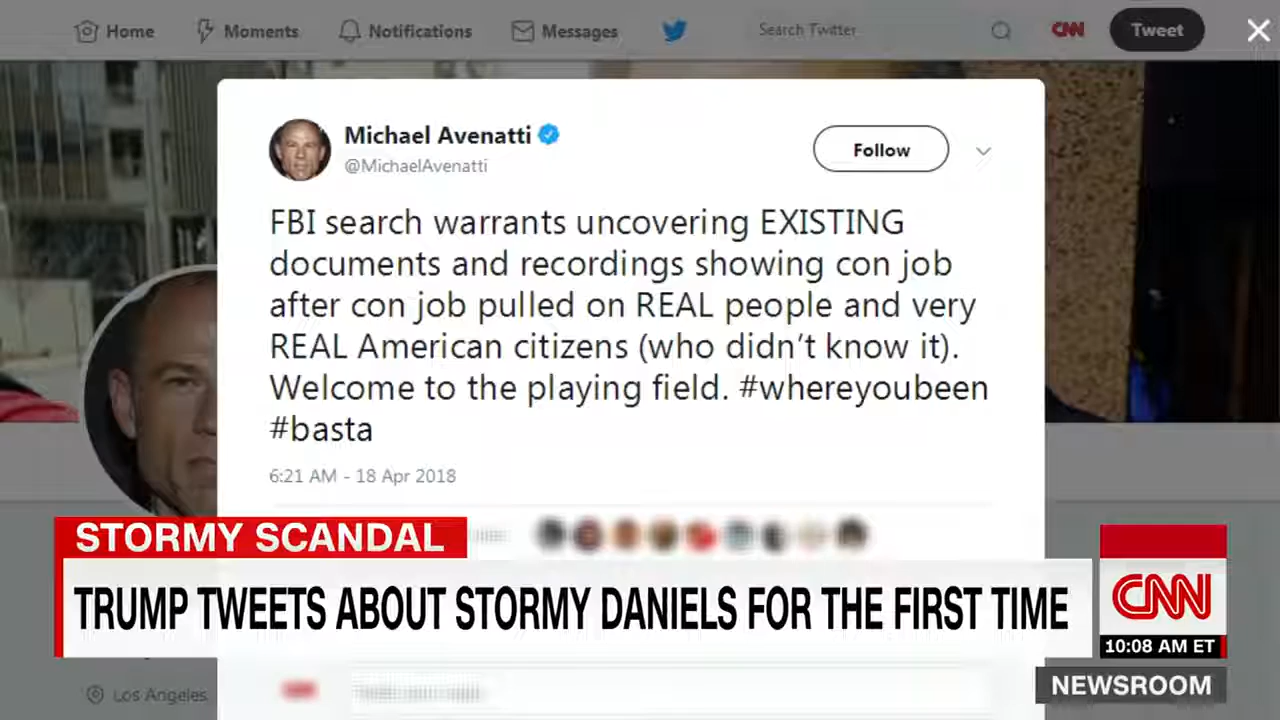 Home Moments Notifications Messages Search Twitter CNN Tweet
Michael Avenatti
@MichaelAvenatti
Follow
FBI search warrants uncovering EXISTING
documents and recordings showing con job
after con job pulled on REAL people and very
REAL American citizens (who didn't know it).
Welcome to the playing field. #whereyoubeen
#basta
6:21 AM - 18 Apr 2018
STORMY SCANDAL
TRUMP TWEETS ABOUT STORMY DANIELS FOR THE FIRST TIME
CNN
10:08 AM ET
NEWSROOM
Los Angeles